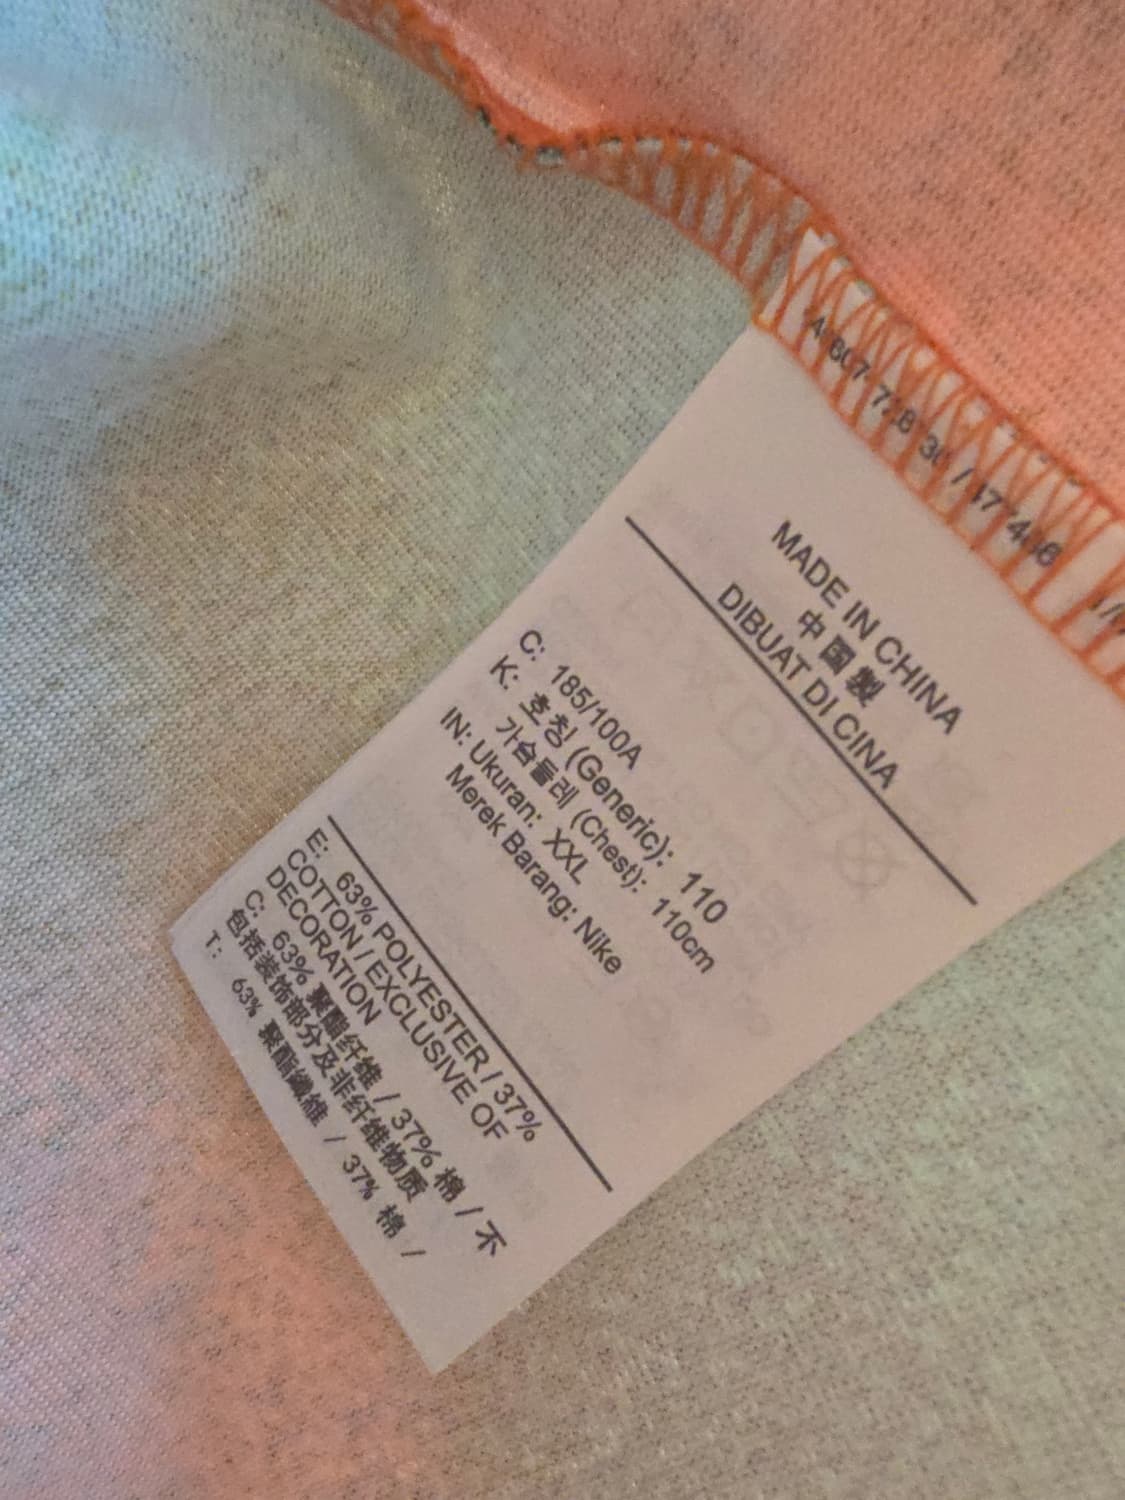 MADE IN CHINA
中国製
DIBUAT DI CINA
C: 185/100A
K: 호칭 (Generic): 110
가슴둘레 (Chest): 110cm
IN: Ukuran: XXL
Merek Barang: Nike
E: 63% POLYESTER / 37%
COTTON / EXCLUSIVE OF
DECORATION
C: 63% 聚酯纤维 / 37% 棉 / 不
包括装饰部分及非纤维物质
T: 63% 聚酯纖維 / 37% 棉 /